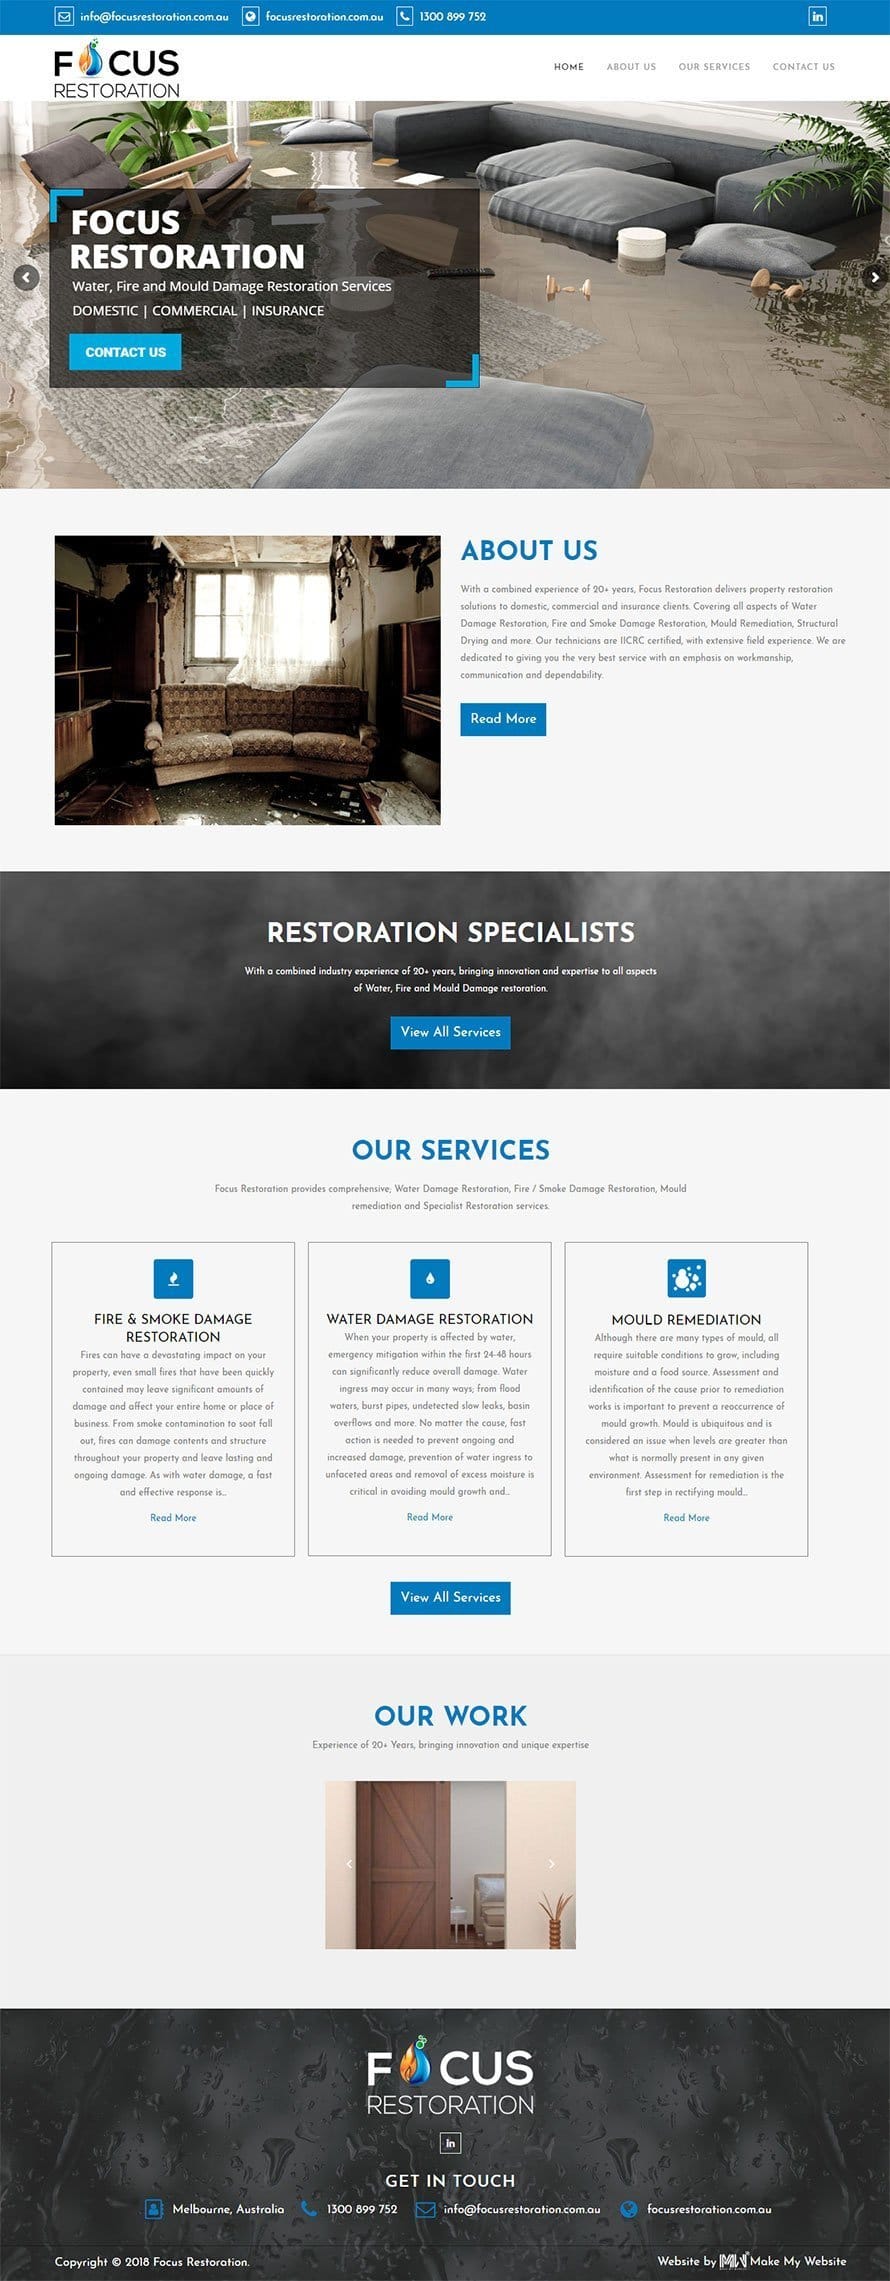 info@focusrestoration.com.au focusrestoration.com.au 1300 899 752 in
FOCUS
RESTORATION
HOME ABOUT US OUR SERVICES CONTACT US
FOCUS
RESTORATION
Water, Fire and Mould Damage Restoration Services
DOMESTIC | COMMERCIAL | INSURANCE
CONTACT US
ABOUT US
With a combined experience of 20+ years, Focus Restoration delivers property restoration
solutions to domestic, commercial and insurance clients. Covering all aspects of Water
Damage Restoration, Fire and Smoke Damage Restoration, Mould Remediation, Structural
Drying and more. Our technicians are IICRC certified, with extensive field experience. We are
dedicated to giving you the very best service with an emphasis on workmanship,
communication and dependability.
Read More
RESTORATION SPECIALISTS
With a combined industry experience of 20+ years, bringing innovation and expertise to all aspects
of Water, Fire and Mould Damage restoration.
View All Services
OUR SERVICES
Focus Restoration provides comprehensive; Water Damage Restoration, Fire / Smoke Damage Restoration, Mould
remediation and Specialist Restoration services.
FIRE & SMOKE DAMAGE
RESTORATION
Fires can have a devastating impact on your
property, even small fires that have been quickly
contained may leave significant amounts of
damage and affect your entire home or place of
business. From smoke contamination to soot fall
out, fires can damage contents and structure
throughout your property and leave lasting and
ongoing damage. As with water damage, a fast
and effective response is...
Read More
WATER DAMAGE RESTORATION
When your property is affected by water,
emergency mitigation within the first 24-48 hours
can significantly reduce overall damage. Water
ingress may occur in many ways; from flood
waters, burst pipes, undetected slow leaks, basin
overflows and more. No matter the cause, fast
action is needed to prevent ongoing and
increased damage, prevention of water ingress to
unfaceted areas and removal of excess moisture is
critical in avoiding mould growth and...
Read More
MOULD REMEDIATION
Although there are many types of mould, all
require suitable conditions to grow, including
moisture and a food source. Assessment and
identification of the cause prior to remediation
works is important to prevent a reoccurrence of
mould growth. Mould is ubiquitous and is
considered an issue when levels are greater than
what is normally present in any given
environment. Assessment for remediation is the
first step in rectifying mould...
Read More
View All Services
OUR WORK
Experience of 20+ Years, bringing innovation and unique expertise
FOCUS
RESTORATION
in
GET IN TOUCH
Melbourne, Australia 1300 899 752 info@focusrestoration.com.au focusrestoration.com.au
Copyright © 2018 Focus Restoration. Website by MMW Make My Website